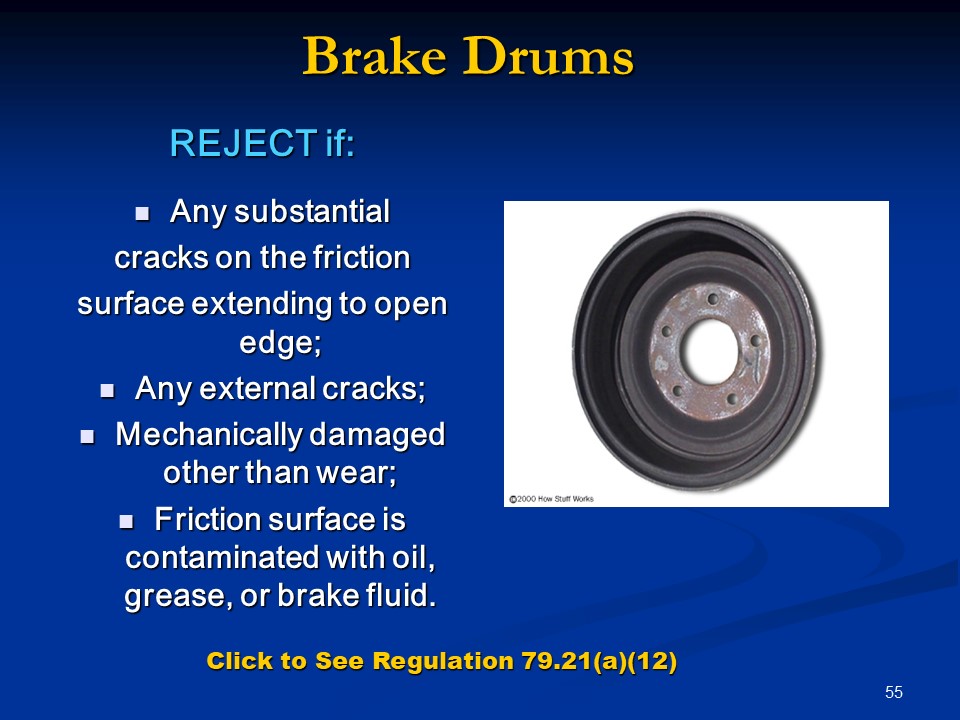 Brake Drums
REJECT if:
Any substantial
cracks on the friction
surface extending to open
edge;
Any external cracks;
Mechanically damaged
other than wear;
Friction surface is
contaminated with oil,
grease, or brake fluid.
©2000 How Stuff Works
Click to See Regulation 79.21(a)(12)
55